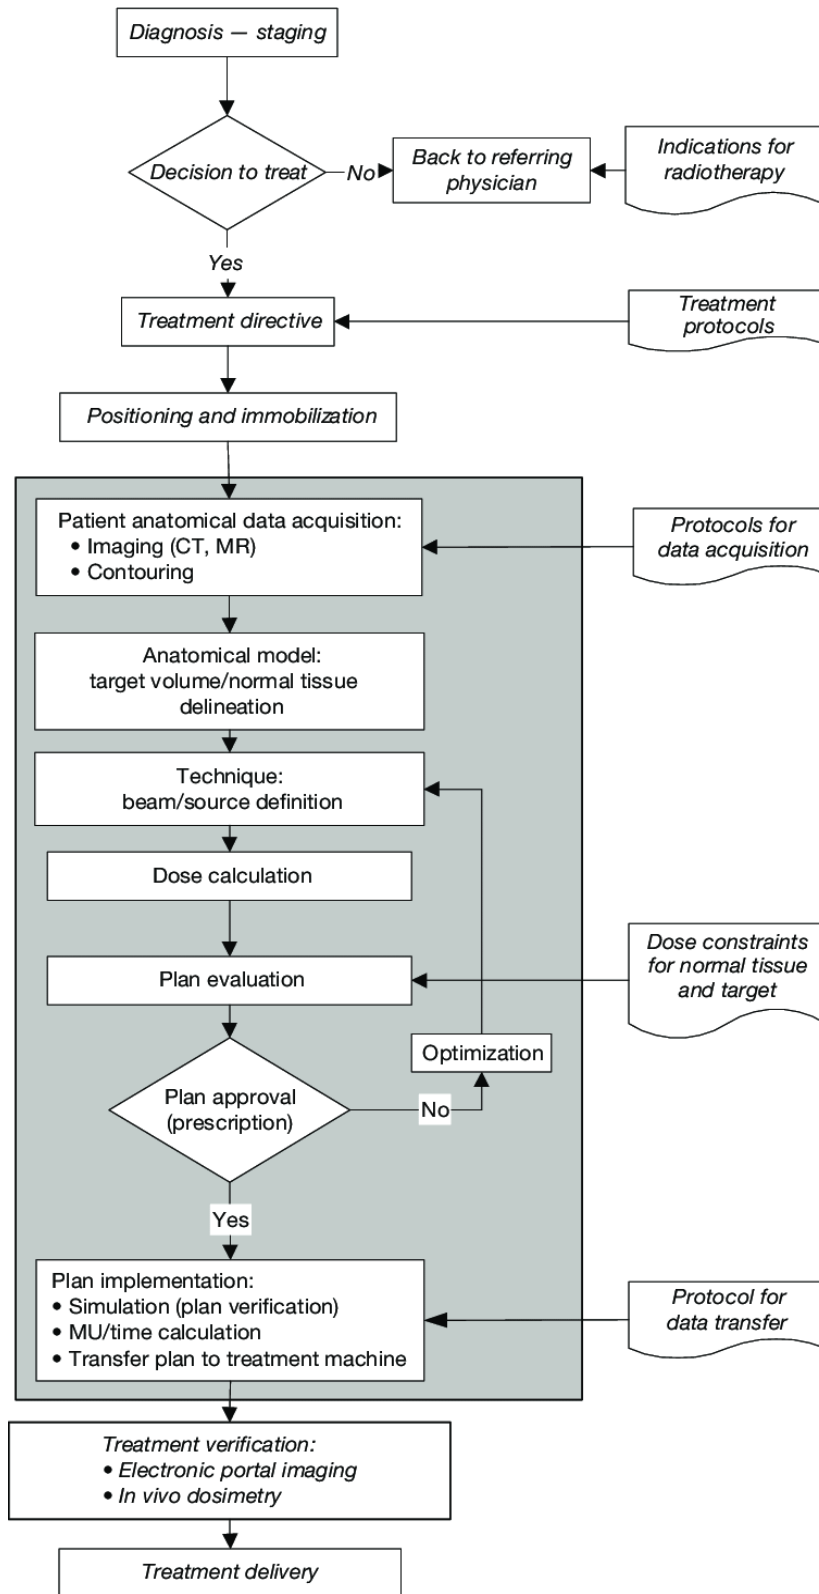 Diagnosis — staging
Decision to treat
No
Back to referring
physician
Indications for
radiotherapy
Yes
Treatment directive
Treatment
protocols
Positioning and immobilization
Patient anatomical data acquisition:
• Imaging (CT, MR)
• Contouring
Protocols for
data acquisition
Anatomical model:
target volume/normal tissue
delineation
Technique:
beam/source definition
Dose calculation
Plan evaluation
Dose constraints
for normal tissue
and target
Optimization
Plan approval
(prescription)
No
Yes
Plan implementation:
• Simulation (plan verification)
• MU/time calculation
• Transfer plan to treatment machine
Protocol for
data transfer
Treatment verification:
• Electronic portal imaging
• In vivo dosimetry
Treatment delivery